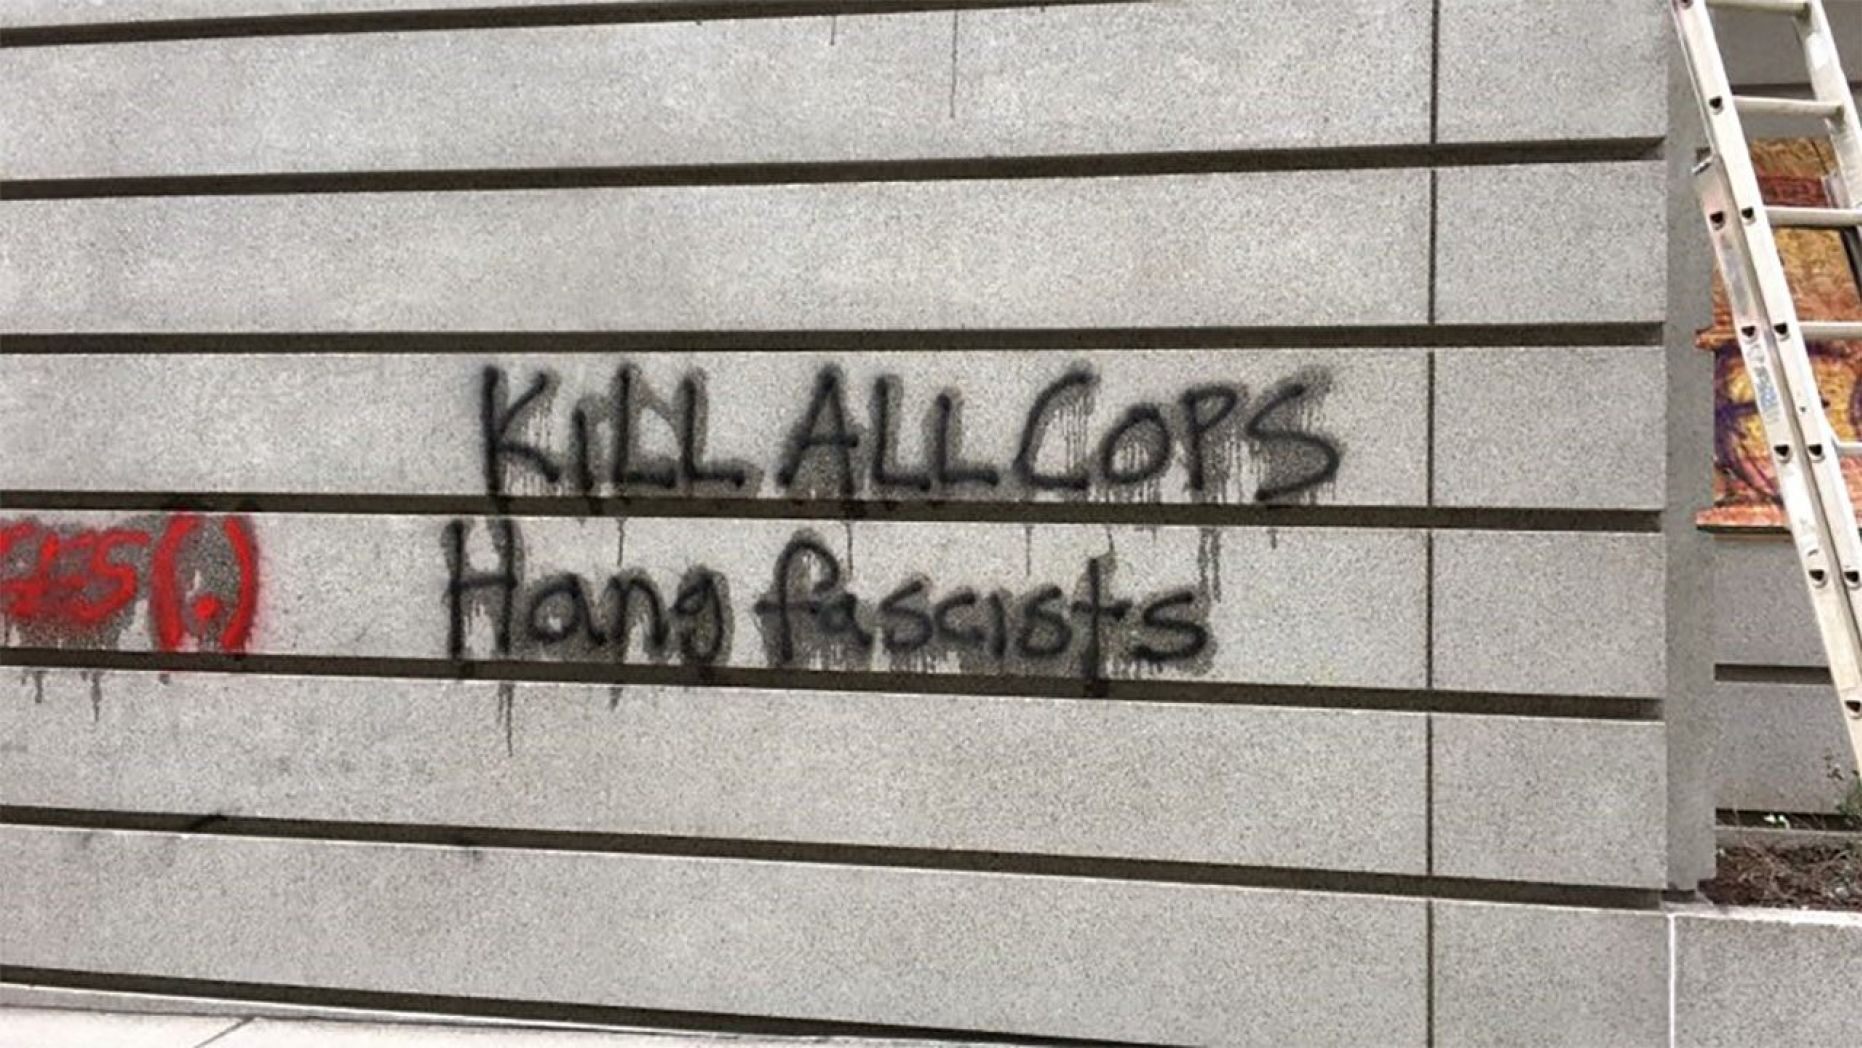 KiLL ALL COPS
Hang fascists